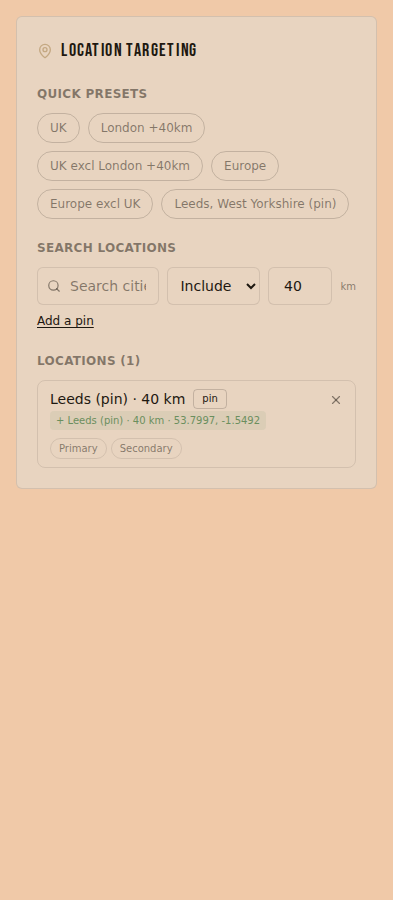 LOCATION TARGETING
QUICK PRESETS
UK
London +40km
UK excl London +40km
Europe
Europe excl UK
Leeds, West Yorkshire (pin)
SEARCH LOCATIONS
Search citi
Include
40
km
Add a pin
LOCATIONS (1)
Leeds (pin) · 40 km
pin
+ Leeds (pin) · 40 km · 53.7997, -1.5492
Primary
Secondary